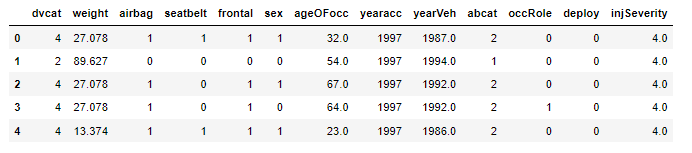 dvcat weight airbag seatbelt frontal sex ageOFocc yearacc yearVeh abcat occRole deploy injSeverity
0 4 27.078 1 1 1 1 32.0 1997 1987.0 2 0 0 4.0
1 2 89.627 0 0 0 0 54.0 1997 1994.0 1 0 0 4.0
2 4 27.078 1 0 1 1 67.0 1997 1992.0 2 0 0 4.0
3 4 27.078 1 0 1 0 64.0 1997 1992.0 2 1 0 4.0
4 4 13.374 1 1 1 1 23.0 1997 1986.0 2 0 0 4.0